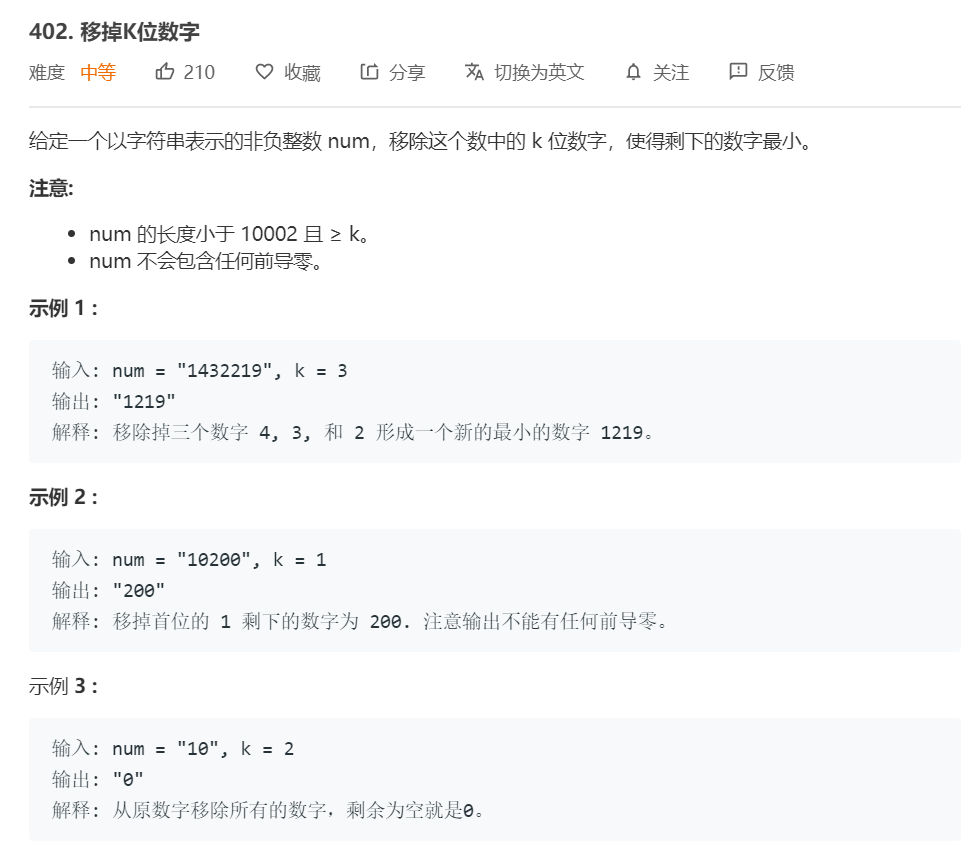 402. 移掉K位数字
难度 中等 210 收藏 分享 切换为英文 关注 反馈
给定一个以字符串表示的非负整数 num，移除这个数中的 k 位数字，使得剩下的数字最小。
注意:
• num 的长度小于 10002 且 ≥ k。
• num 不会包含任何前导零。
示例 1 :
输入: num = "1432219", k = 3
输出: "1219"
解释: 移除掉三个数字 4, 3, 和 2 形成一个新的最小的数字 1219。
示例 2 :
输入: num = "10200", k = 1
输出: "200"
解释: 移掉首位的 1 剩下的数字为 200. 注意输出不能有任何前导零。
示例 3 :
输入: num = "10", k = 2
输出: "0"
解释: 从原数字移除所有的数字，剩余为空就是0。